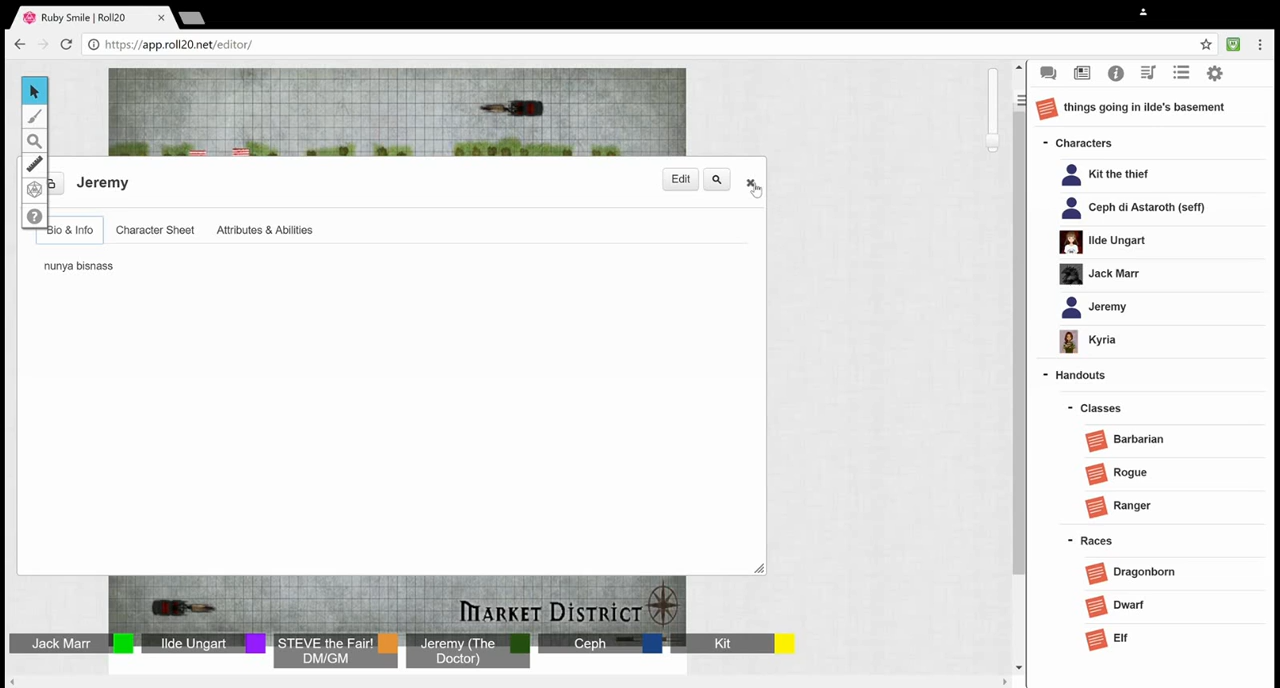 Ruby Smile | Roll20
https://app.roll20.net/editor/
things going in ilde's basement
Characters
Kit the thief
Ceph di Astaroth (seff)
Ilde Ungart
Jack Marr
Jeremy
Kyria
Handouts
Classes
Barbarian
Rogue
Ranger
Races
Dragonborn
Dwarf
Elf
Jeremy
Edit
Bio & Info
Character Sheet
Attributes & Abilities
nunya bisnass
Market District
Jack Marr
Ilde Ungart
STEVE the Fair!
DM/GM
Jeremy (The
Doctor)
Ceph
Kit